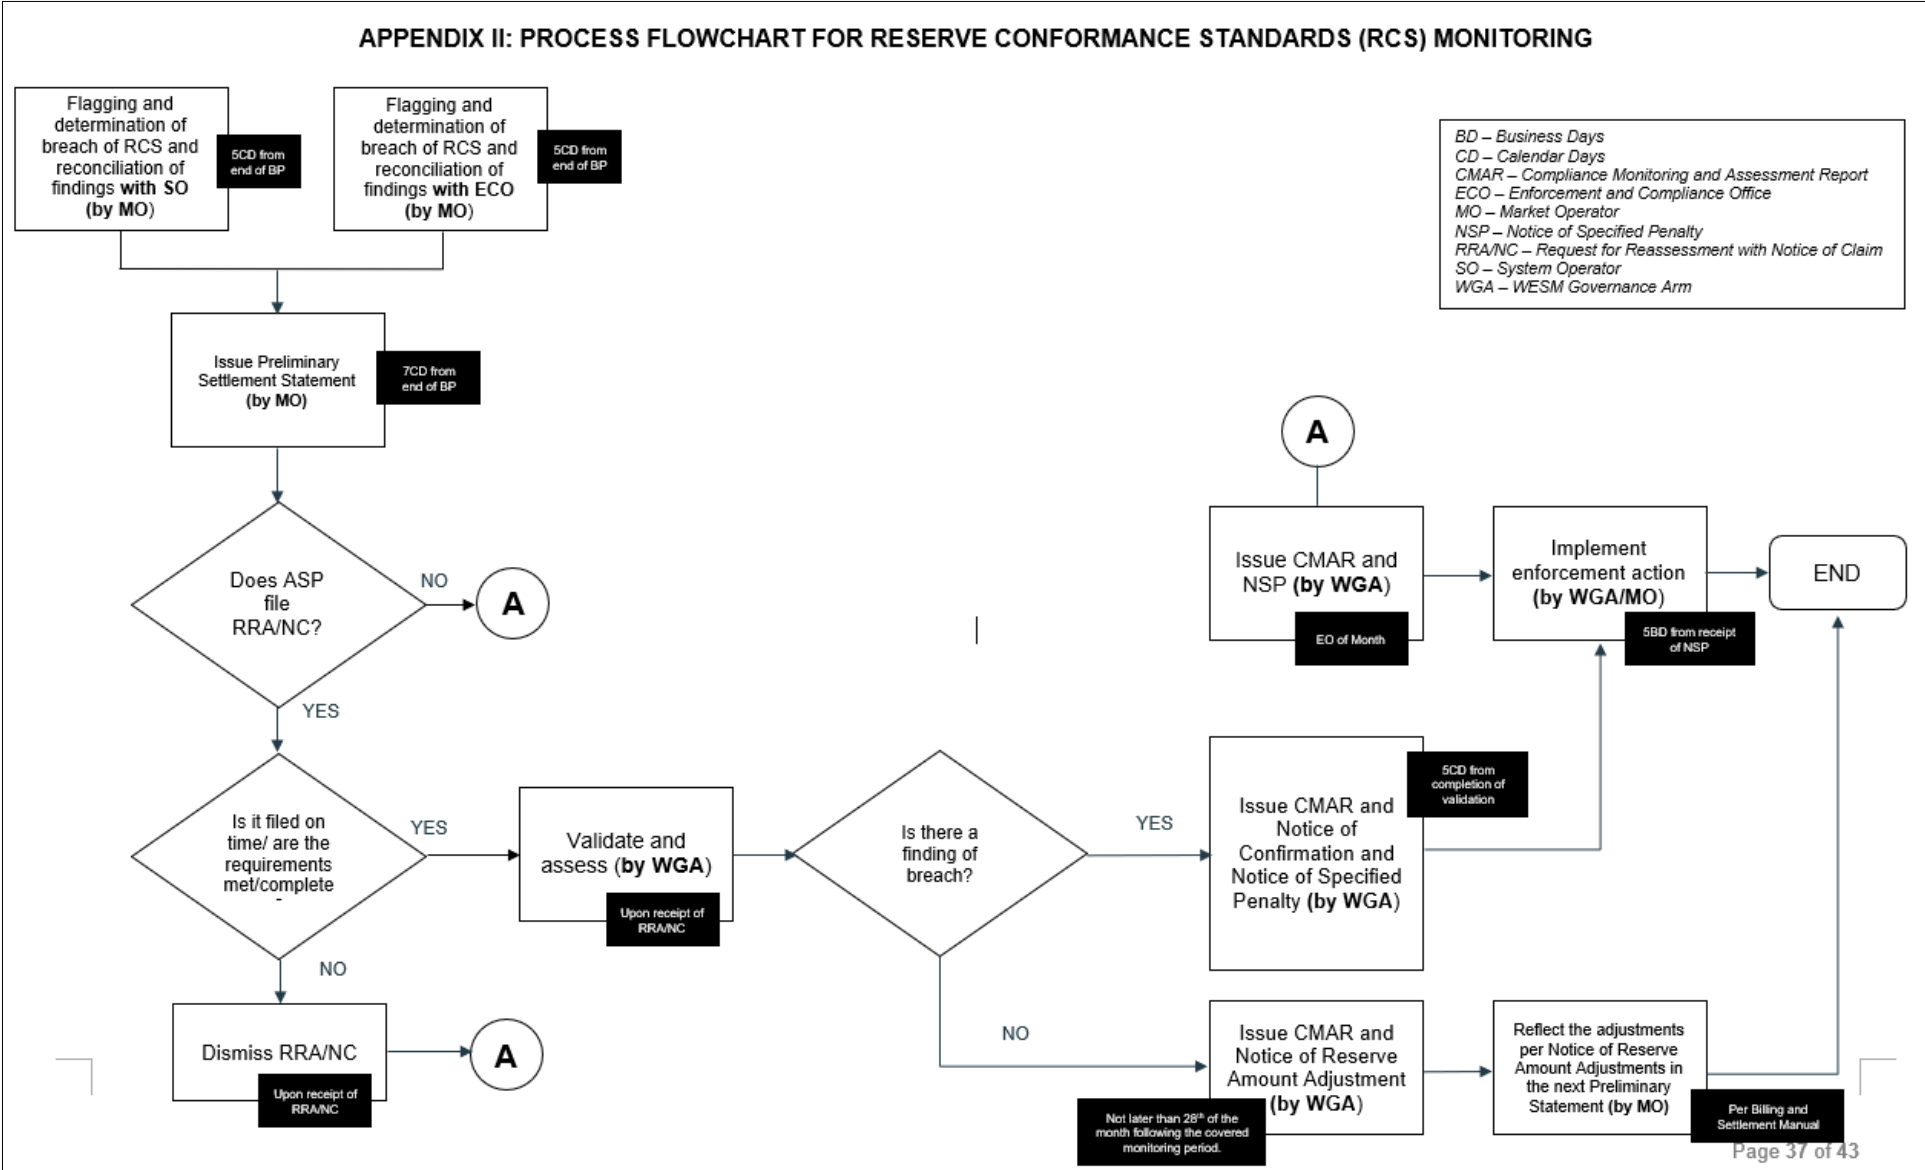 APPENDIX II: PROCESS FLOWCHART FOR RESERVE CONFORMANCE STANDARDS (RCS) MONITORING
Flagging and
determination of
breach of RCS and
reconciliation of
findings with SO
(by MO)
5CD from
end of BP
Flagging and
determination of
breach of RCS and
reconciliation of
findings with ECO
(by MO)
5CD from
end of BP
BD – Business Days
CD – Calendar Days
CMAR – Compliance Monitoring and Assessment Report
ECO – Enforcement and Compliance Office
MO – Market Operator
NSP – Notice of Specified Penalty
RRA/NC – Request for Reassessment with Notice of Claim
SO – System Operator
WGA – WESM Governance Arm
Issue Preliminary
Settlement Statement
(by MO)
7CD from
end of BP
Does ASP
file
RRA/NC?
NO
A
YES
A
Issue CMAR and
NSP (by WGA)
EO of Month
Implement
enforcement action
(by WGA/MO)
5BD from receipt
of NSP
END
Is it filed on
time/ are the
requirements
met/complete
-
YES
Validate and
assess (by WGA)
Upon receipt of
RRA/NC
Is there a
finding of
breach?
YES
Issue CMAR and
Notice of
Confirmation and
Notice of Specified
Penalty (by WGA)
5CD from
completion of
validation
NO
Dismiss RRA/NC
Upon receipt of
RRA/NC
A
NO
Issue CMAR and
Notice of Reserve
Amount Adjustment
(by WGA)
Not later than 28th of the
month following the covered
monitoring period.
Reflect the adjustments
per Notice of Reserve
Amount Adjustments in
the next Preliminary
Statement (by MO)
Per Billing and
Settlement Manual
Page 37 of 43